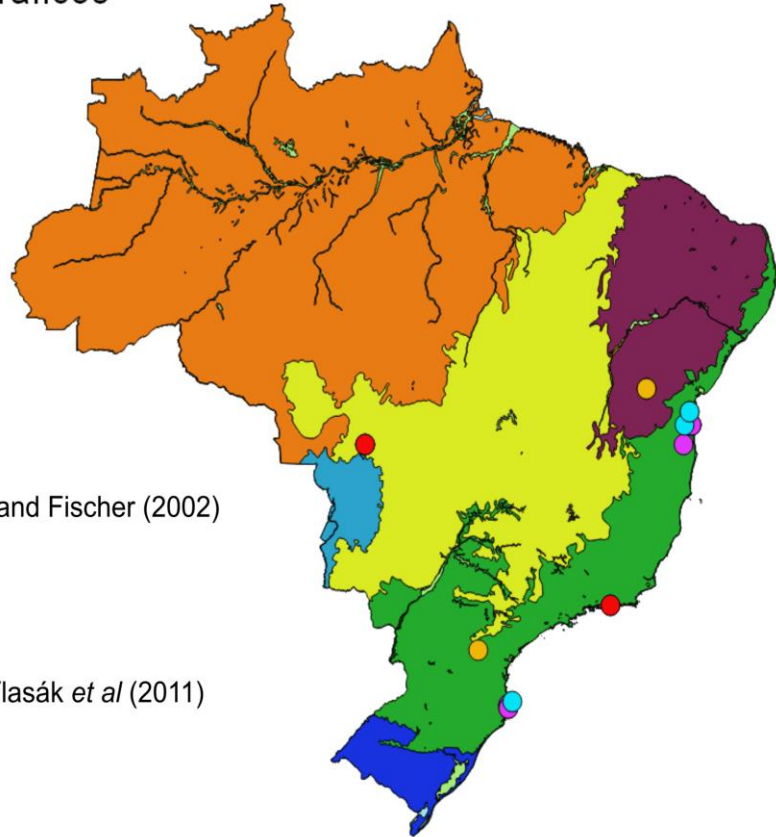 and Fischer (2002)
lasák et al (2011)